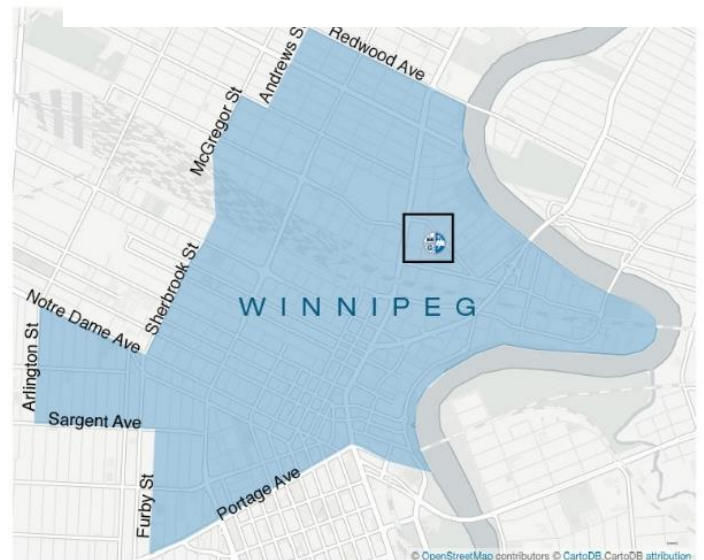 Redwood Ave
Andrews S
McGregor St
Sherbrook St
WINNIPEG
Notre Dame Ave
Arlington St
Sargent Ave
Furby St
Portage Ave
© OpenStreetMap contributors © CartoDB, CartoDB attribution